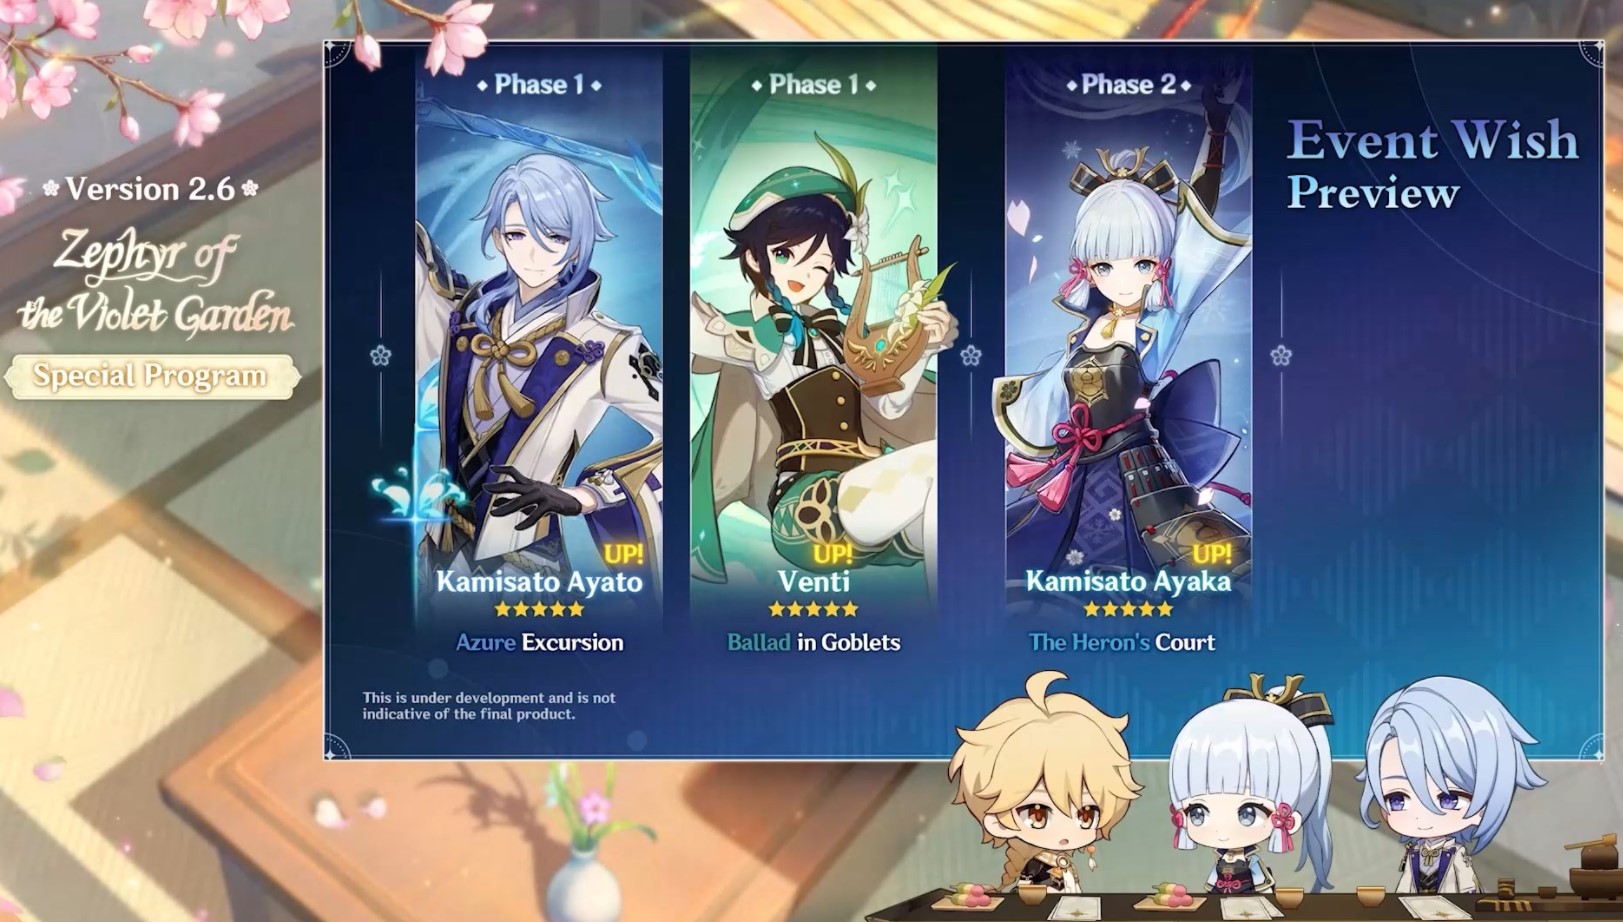 Version 2.6
Zephyr of
the Violet Garden
Special Program
Phase 1
UP!
Kamisato Ayato
Azure Excursion
Phase 1
UP!
Venti
Ballad in Goblets
Phase 2
UP!
Kamisato Ayaka
The Heron's Court
Event Wish
Preview
This is under development and is not
indicative of the final product.